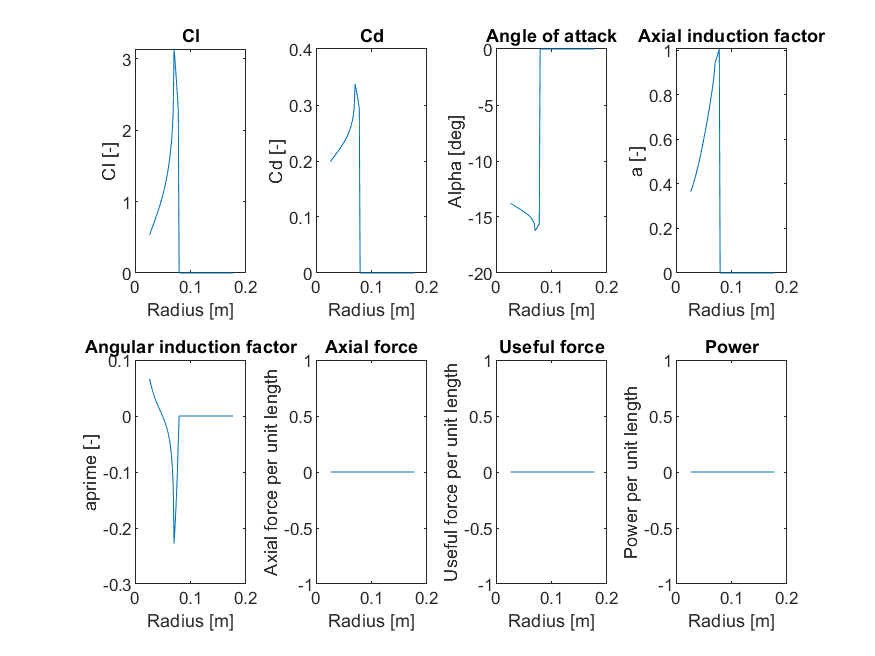 Cl
3
2
1
0
Cl [-]
0
0.1
0.2
Radius [m]
Cd
0.4
0.3
0.2
0.1
0
Cd [-]
0
0.1
0.2
Radius [m]
Angle of attack
0
-5
-10
-15
-20
Alpha [deg]
0
0.1
0.2
Radius [m]
Axial induction factor
1
0.8
0.6
0.4
0.2
0
a [-]
0
0.1
0.2
Radius [m]
Angular induction factor
0.1
0
-0.1
-0.2
-0.3
aprime [-]
0
0.1
0.2
Radius [m]
Axial force
1
0.5
0
-0.5
-1
Axial force per unit length
0
0.1
0.2
Radius [m]
Useful force
1
0.5
0
-0.5
-1
Useful force per unit length
0
0.1
0.2
Radius [m]
Power
1
0.5
0
-0.5
-1
Power per unit length
0
0.1
0.2
Radius [m]